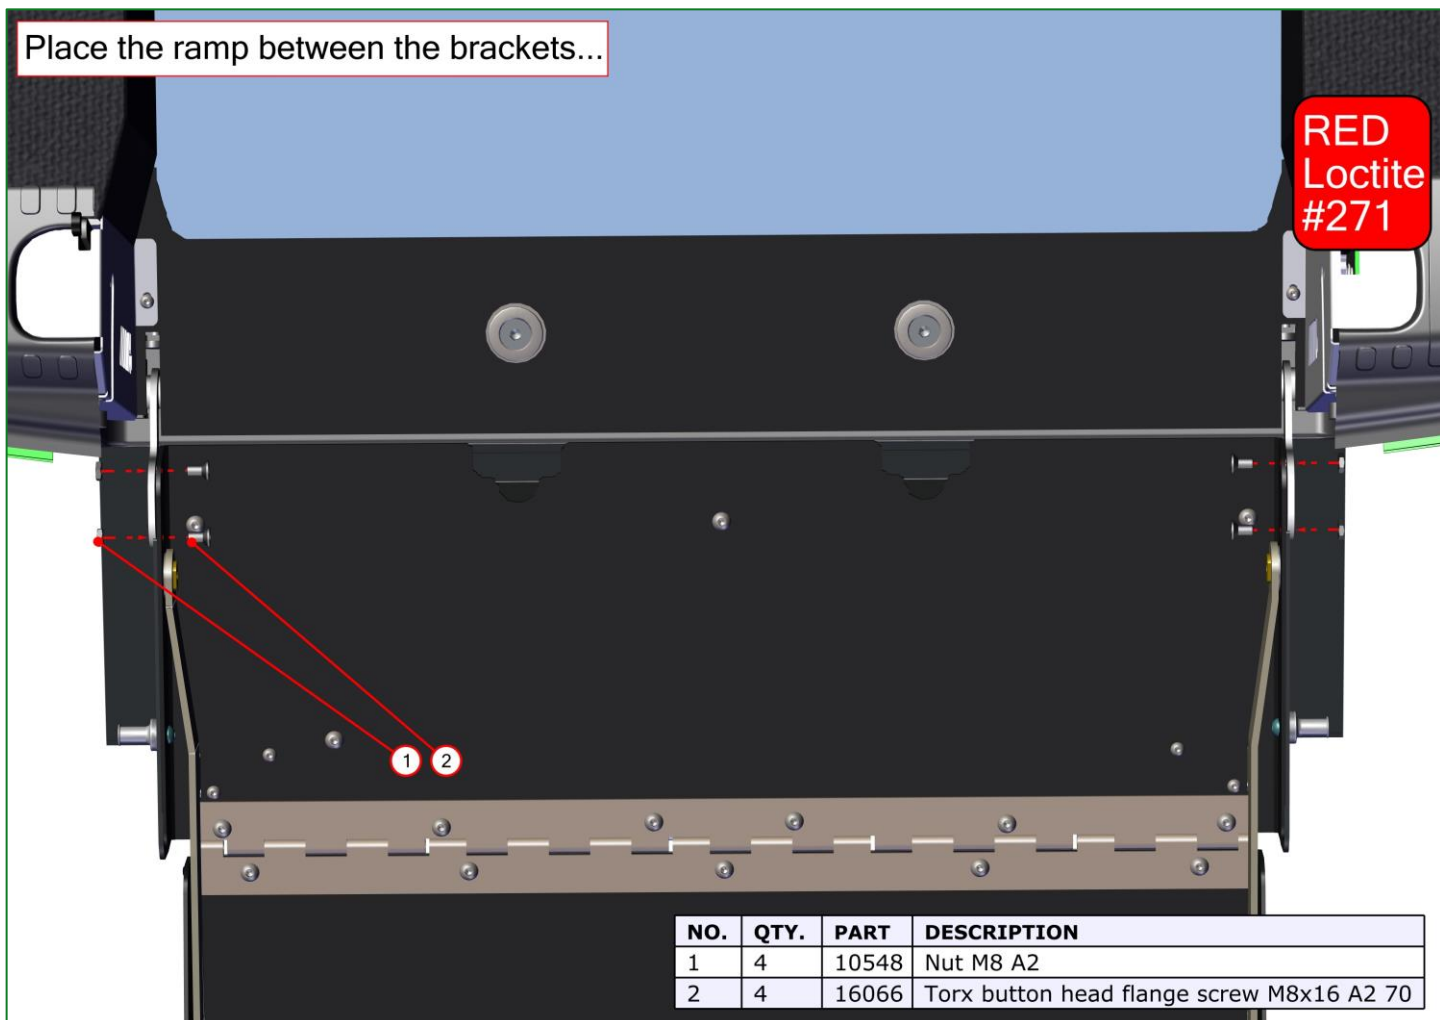 Place the ramp between the brackets...
RED
Loctite
#271
1 2
NO. QTY. PART DESCRIPTION
1 4 10548 Nut M8 A2
2 4 16066 Torx button head flange screw M8x16 A2 70